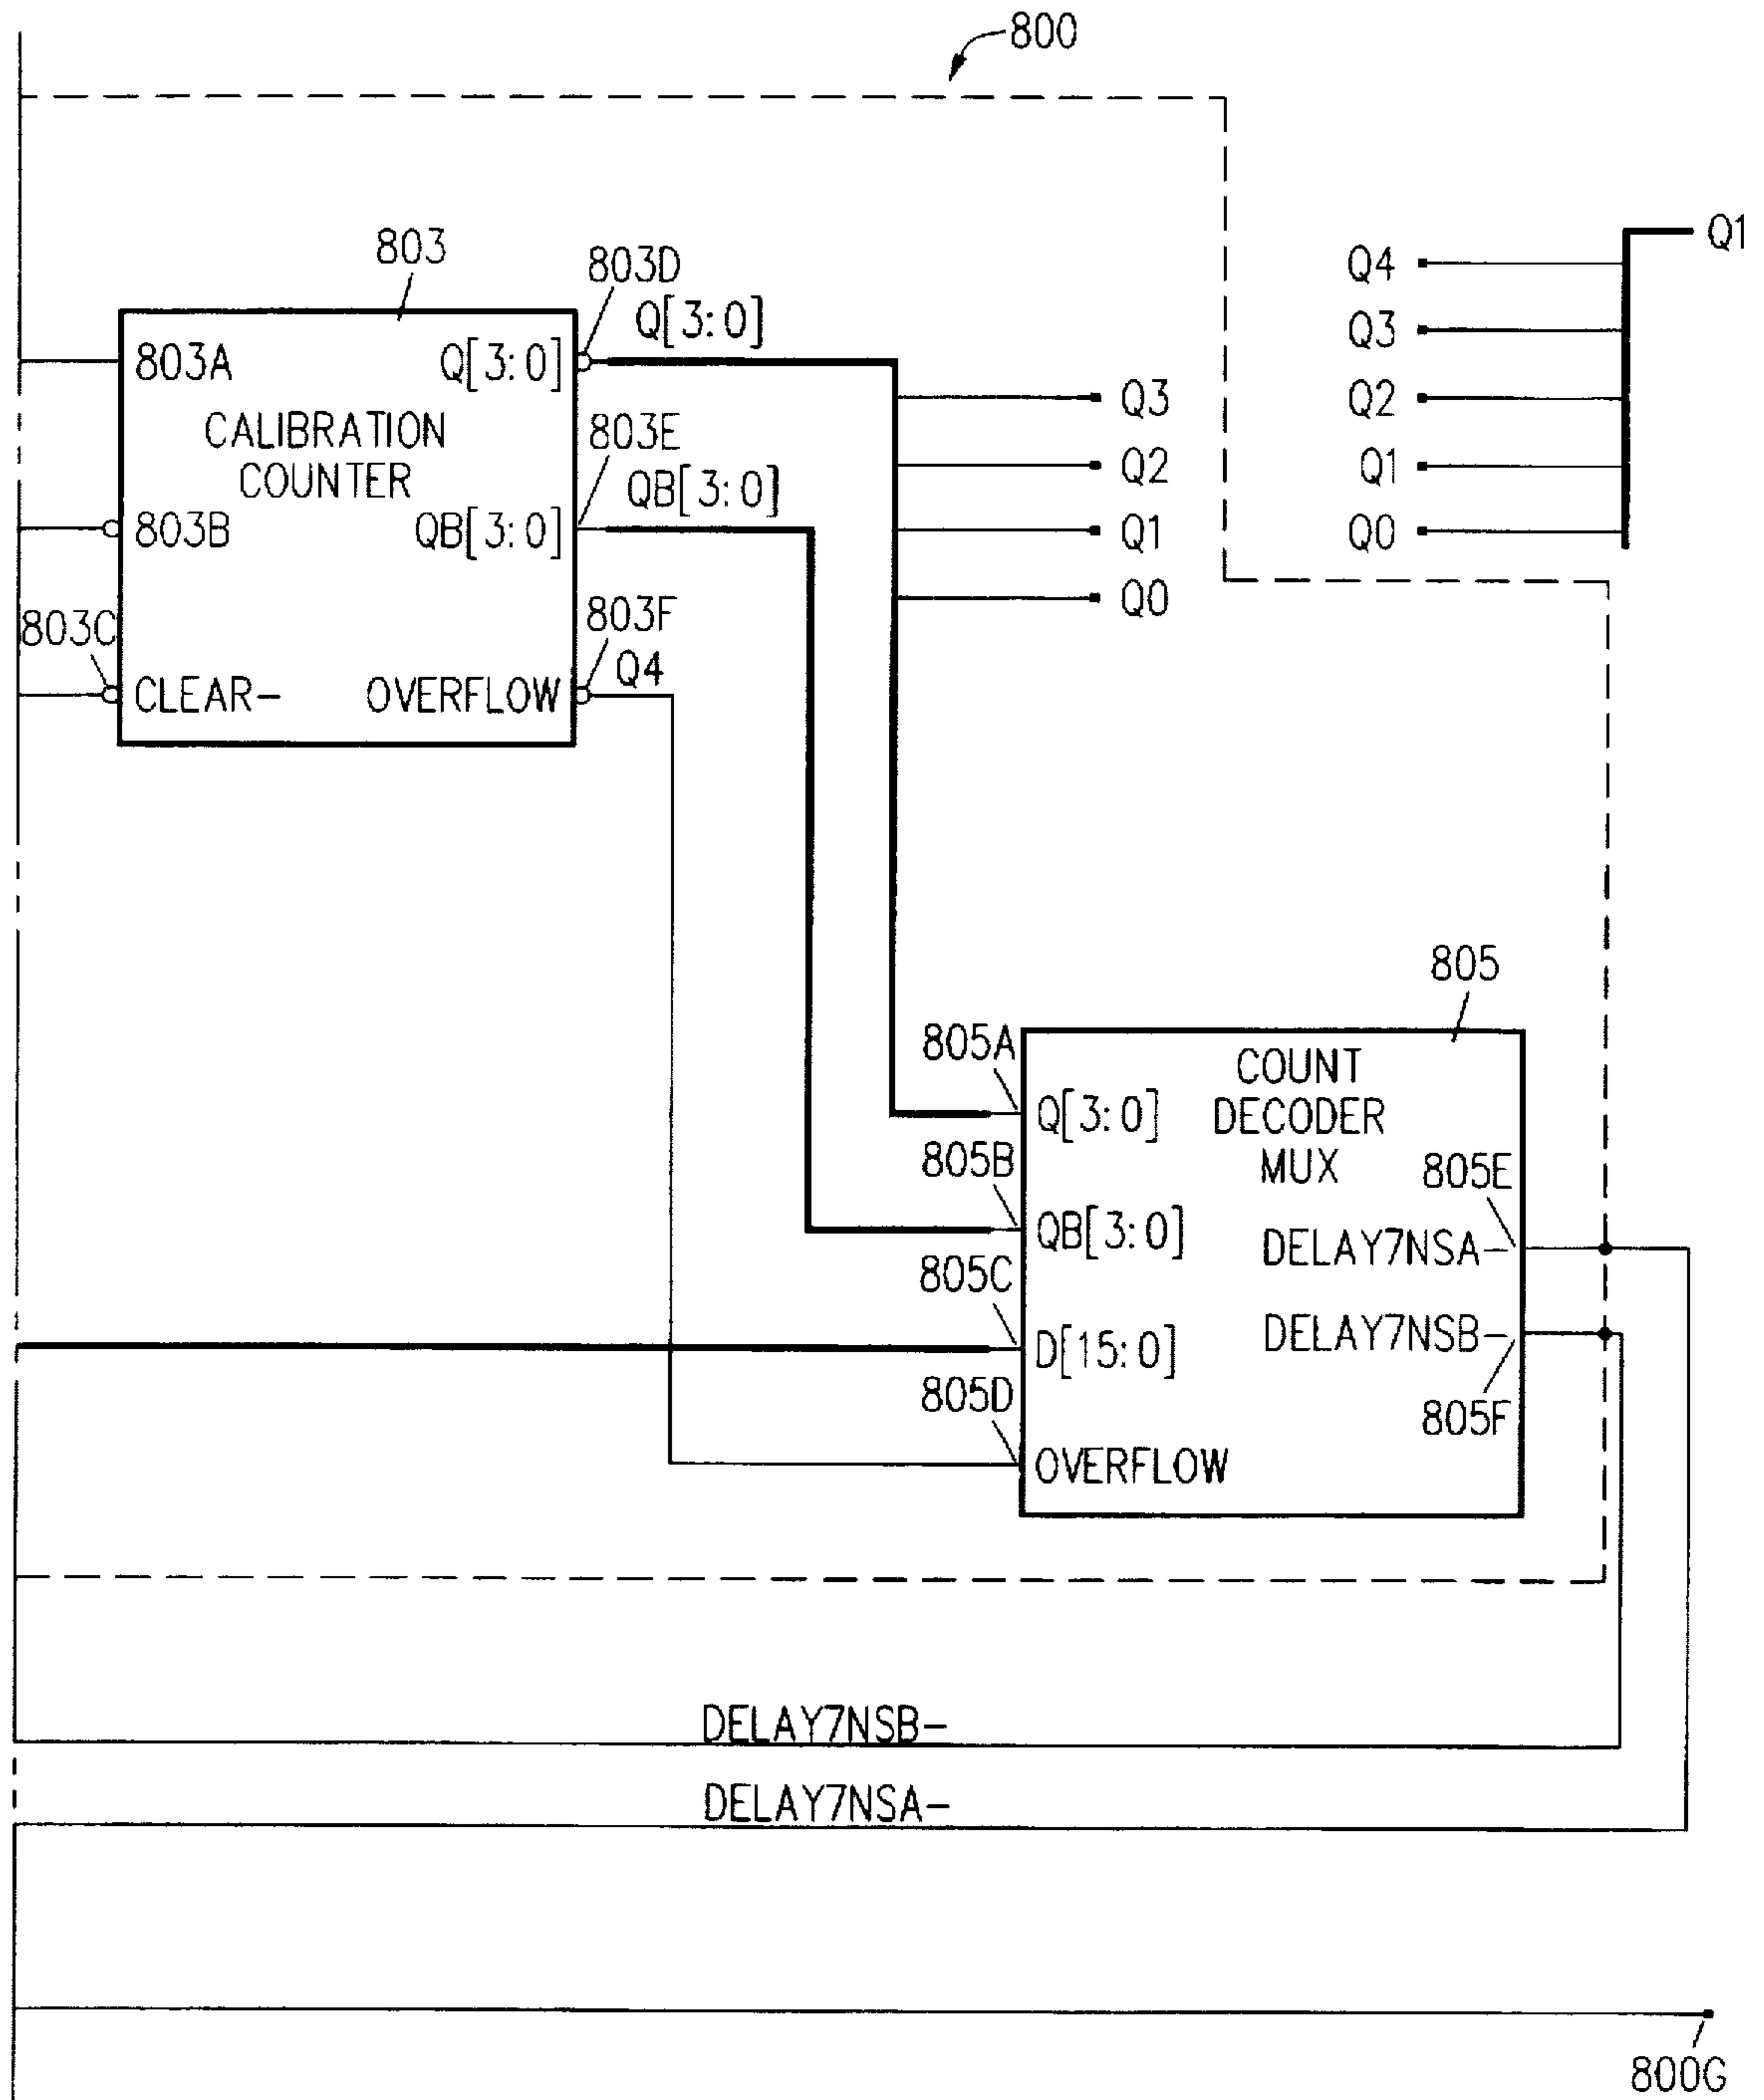 800
Q1
803
803D
Q[3:0]
Q4
Q3
Q2
Q1
Q0
803A
Q[3:0]
CALIBRATION
COUNTER
803E
QB[3:0]
803B
QB[3:0]
Q3
Q2
Q1
Q0
803C
803F
Q4
CLEAR-
OVERFLOW
805
805A
COUNT
DECODER
MUX
Q[3:0]
805B
805E
QB[3:0]
DELAY7NSA-
805C
D[15:0]
DELAY7NSB-
805D
805F
OVERFLOW
DELAY7NSB-
DELAY7NSA-
800G